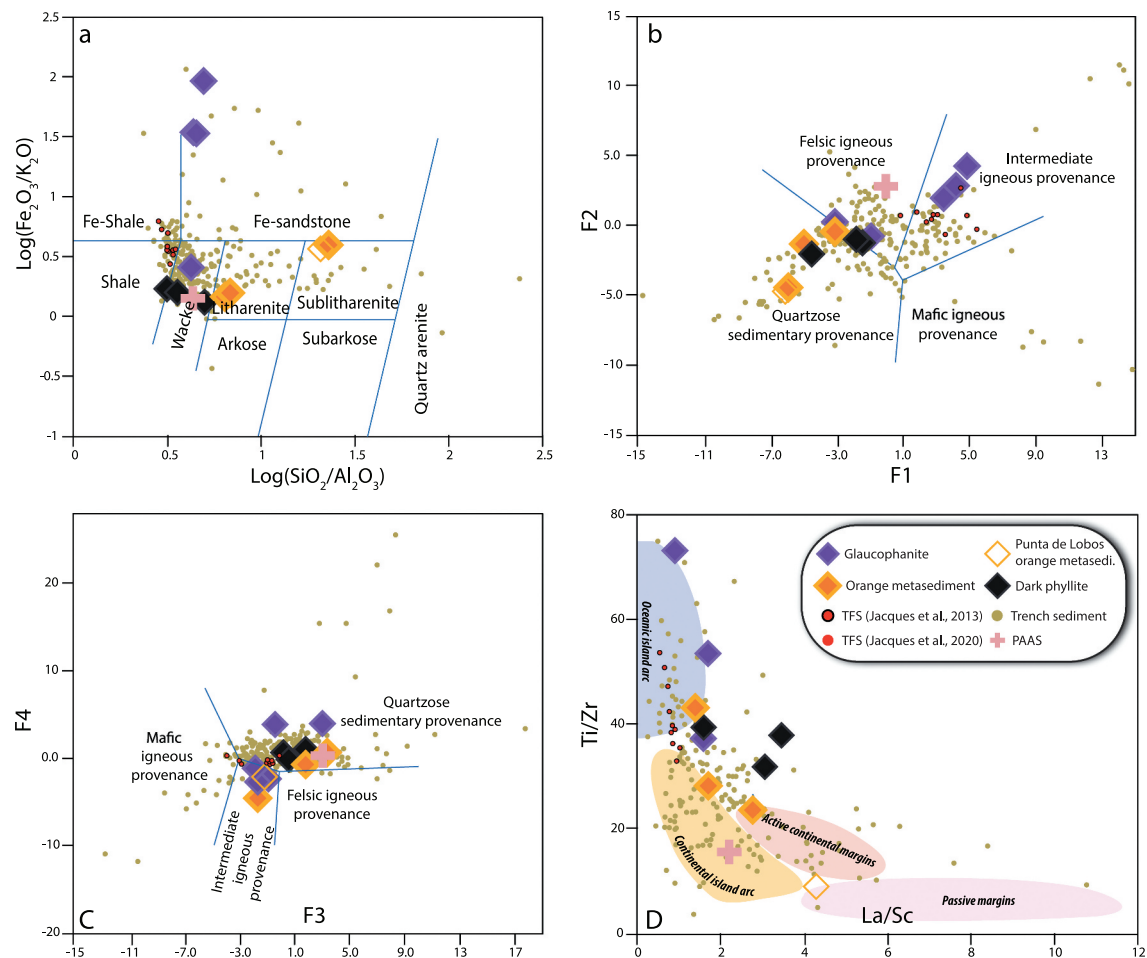 a
2.5
2
1.5
1
0.5
0
-0.5
-1
Log(Fe2O3/K2O)
Fe-Shale
Fe-sandstone
Shale
Wacke
Litharenite
Sublitharenite
Arkose
Subarkose
Quartz arenite
0.5
1
1.5
2
2.5
Log(SiO2/Al2O3)
b
15
10
5.0
0.0
-5.0
-10
-15
F2
Felsic igneous
provenance
Intermediate
igneous provenance
Quartzose
sedimentary provenance
Mafic igneous
provenance
-15
-11
-7.0
-3.0
1.0
5.0
9.0
13
F1
C
20
10
0.0
-10
-20
F4
Mafic
igneous
provenance
Quartzose
sedimentary provenance
Felsic igneous
provenance
Intermediate
igneous
provenance
-15
-11
-7.0
-3.0
1.0
5.0
9.0
13
17
F3
D
80
60
40
20
0
Ti/Zr
Glaucophanite
Punta de Lobos
orange metasedi.
Orange metasediment
Dark phyllite
TFS (Jacques et al., 2013)
Trench sediment
TFS (Jacques et al., 2020)
PAAS
Oceanic island arc
Active continental margins
Continental island arc
Passive margins
0
2
4
6
8
10
12
La/Sc